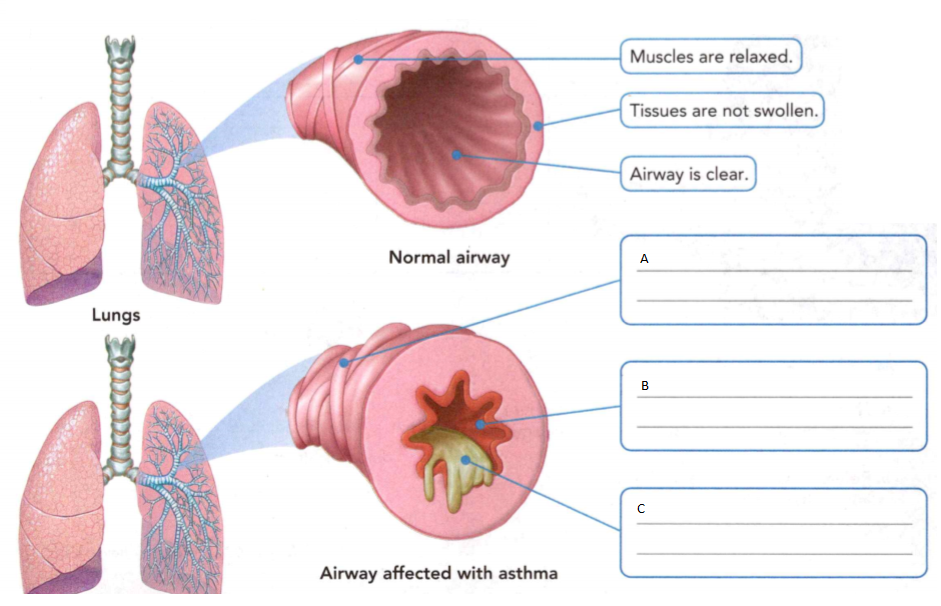 Muscles are relaxed.
Tissues are not swollen.
Airway is clear.
Normal airway
A
Lungs
B
C
Airway affected with asthma